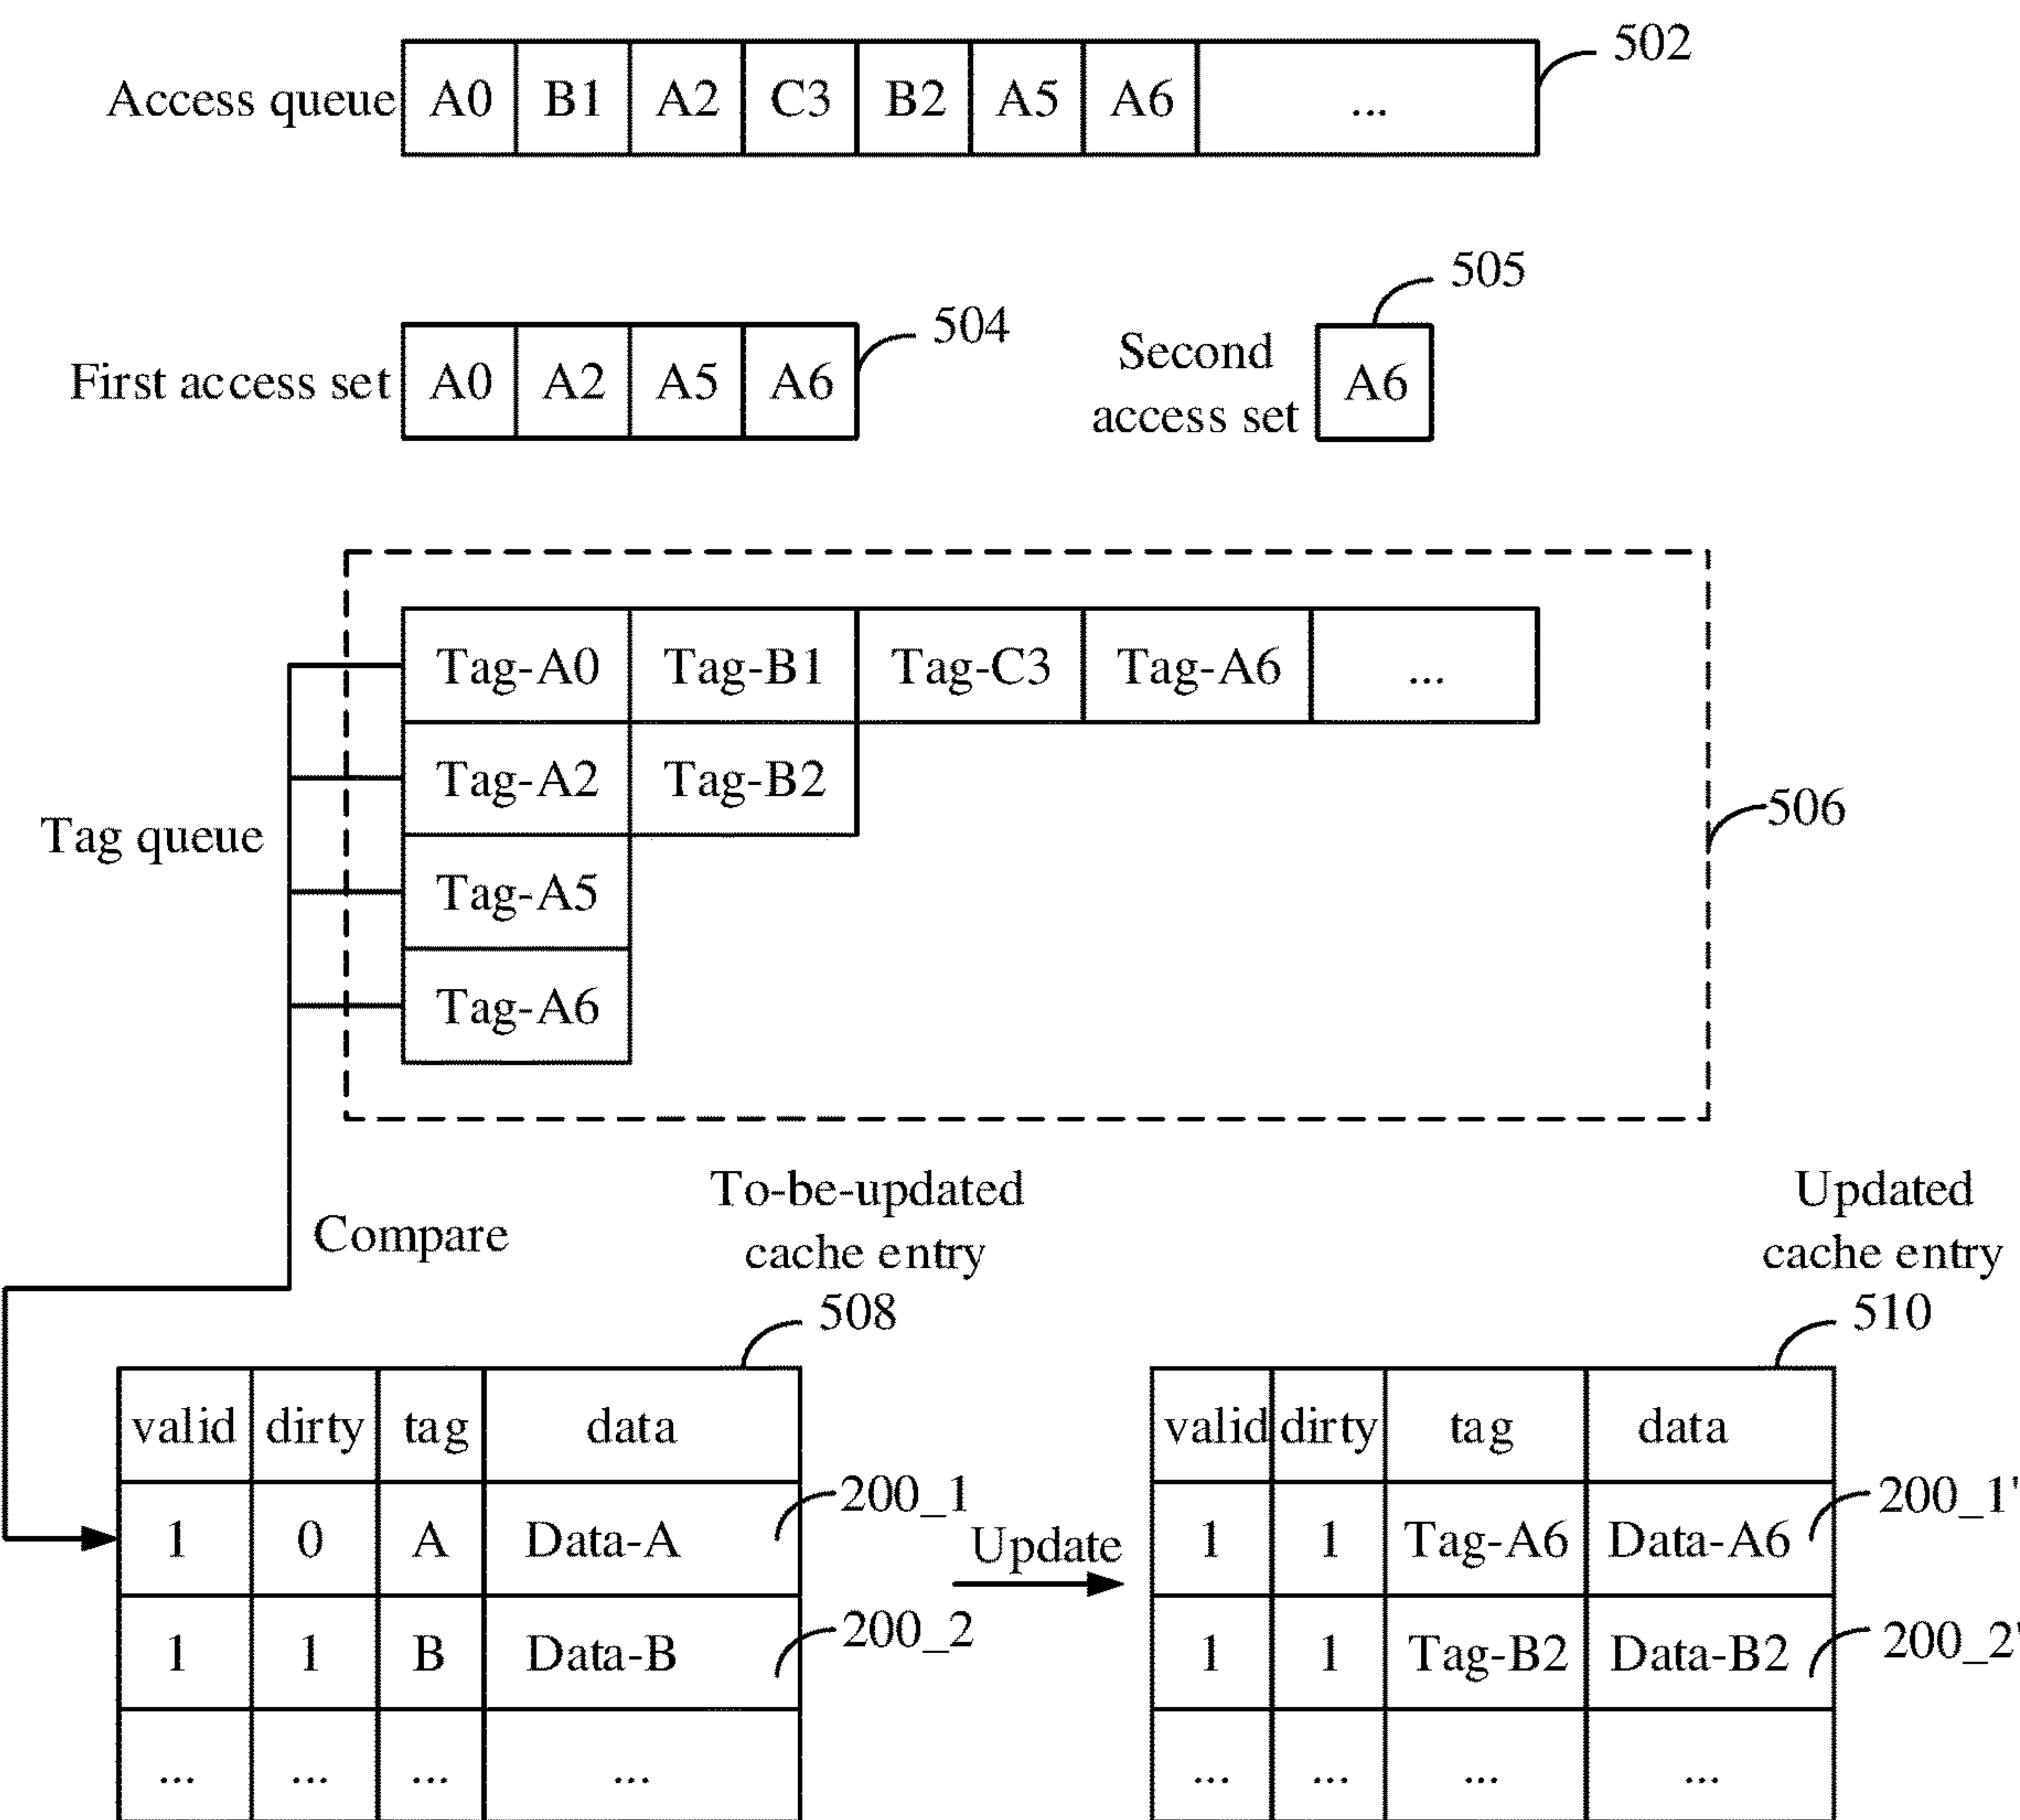 502
Access queue A0 B1 A2 C3 B2 A5 A6 ...
505
504
First access set A0 A2 A5 A6
Second
access set
A6
Tag-A0 Tag-B1 Tag-C3 Tag-A6 ...
Tag-A2 Tag-B2
506
Tag queue
Tag-A5
Tag-A6
Compare
To-be-updated
cache entry
508
Updated
cache entry
510
valid dirty tag data
1 0 A Data-A
200_1
1 1 B Data-B
200_2
... ... ... ...
Update
valid dirty tag data
1 1 Tag-A6 Data-A6
200_1'
1 1 Tag-B2 Data-B2
200_2'
... ... ... ...